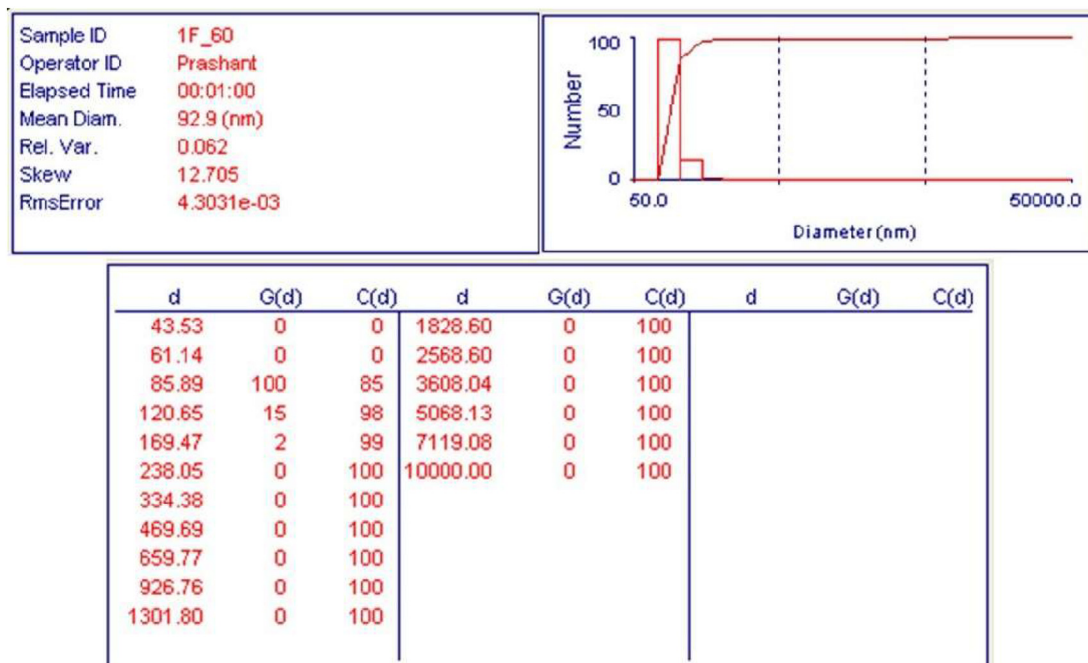 Sample ID 1F_60
Operator ID Prashant
Elapsed Time 00:01:00
Mean Diam. 92.9 (nm)
Rel. Var. 0.062
Skew 12.705
RmsError 4.3031e-03
100
50
0
Number
50.0 50000.0
Diameter (nm)
d G(d) C(d) d G(d) C(d) d G(d) C(d)
43.53 0 0 1828.60 0 100
61.14 0 0 2568.60 0 100
85.89 100 85 3608.04 0 100
120.65 15 98 5068.13 0 100
169.47 2 99 7119.08 0 100
238.05 0 100 10000.00 0 100
334.38 0 100
469.69 0 100
659.77 0 100
926.76 0 100
1301.80 0 100